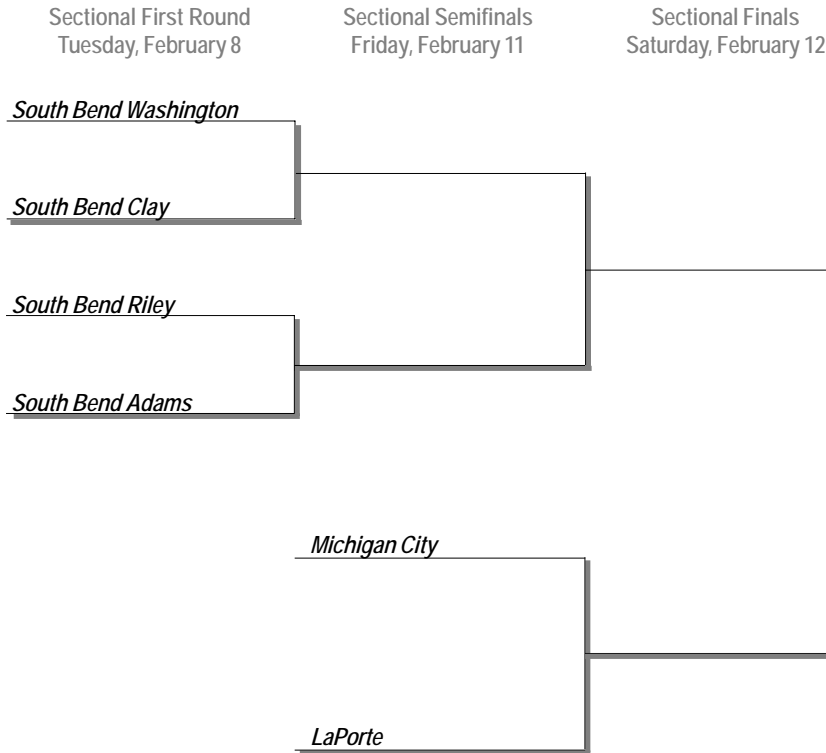 Sectional First Round
Tuesday, February 8
Sectional Semifinals
Friday, February 11
Sectional Finals
Saturday, February 12
South Bend Washington
South Bend Clay
South Bend Riley
South Bend Adams
Michigan City
LaPorte